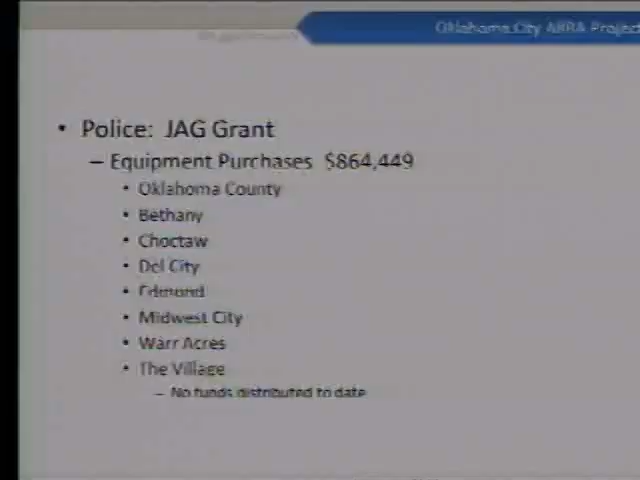 Oklahoma City ARRA Project
• Police: JAG Grant
– Equipment Purchases $864,449
• Oklahoma County
• Bethany
• Choctaw
• Del City
• Edmond
• Midwest City
• Warr Acres
• The Village
– No funds distributed to date